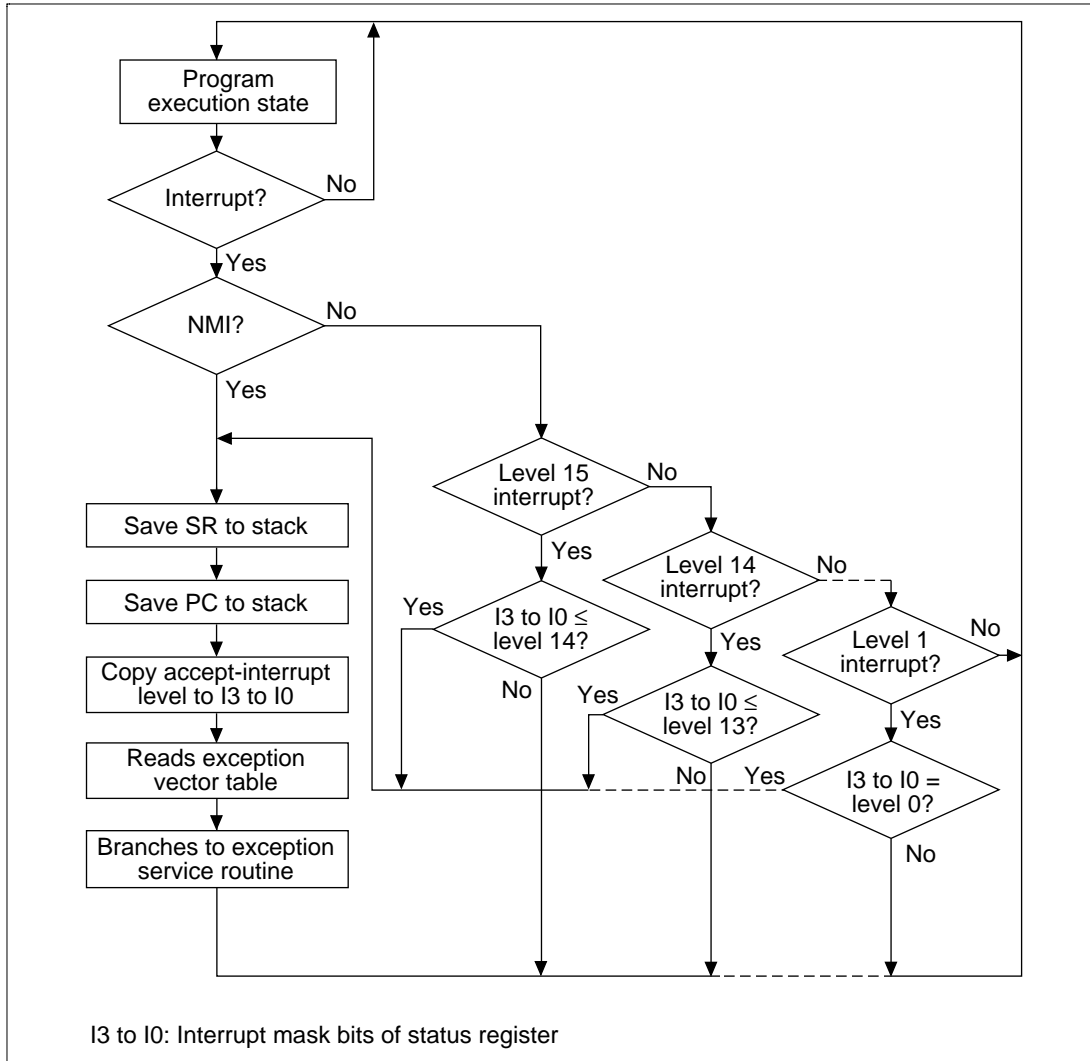 Program
execution state
Interrupt?
No
Yes
NMI?
No
Yes
Level 15
interrupt?
No
Yes
Level 14
interrupt?
No
Yes
Level 1
interrupt?
No
Yes
I3 to I0 ≤
level 14?
Yes
No
I3 to I0 ≤
level 13?
Yes
No
I3 to I0 =
level 0?
Yes
No
Save SR to stack
Save PC to stack
Copy accept-interrupt
level to I3 to I0
Reads exception
vector table
Branches to exception
service routine
I3 to I0: Interrupt mask bits of status register